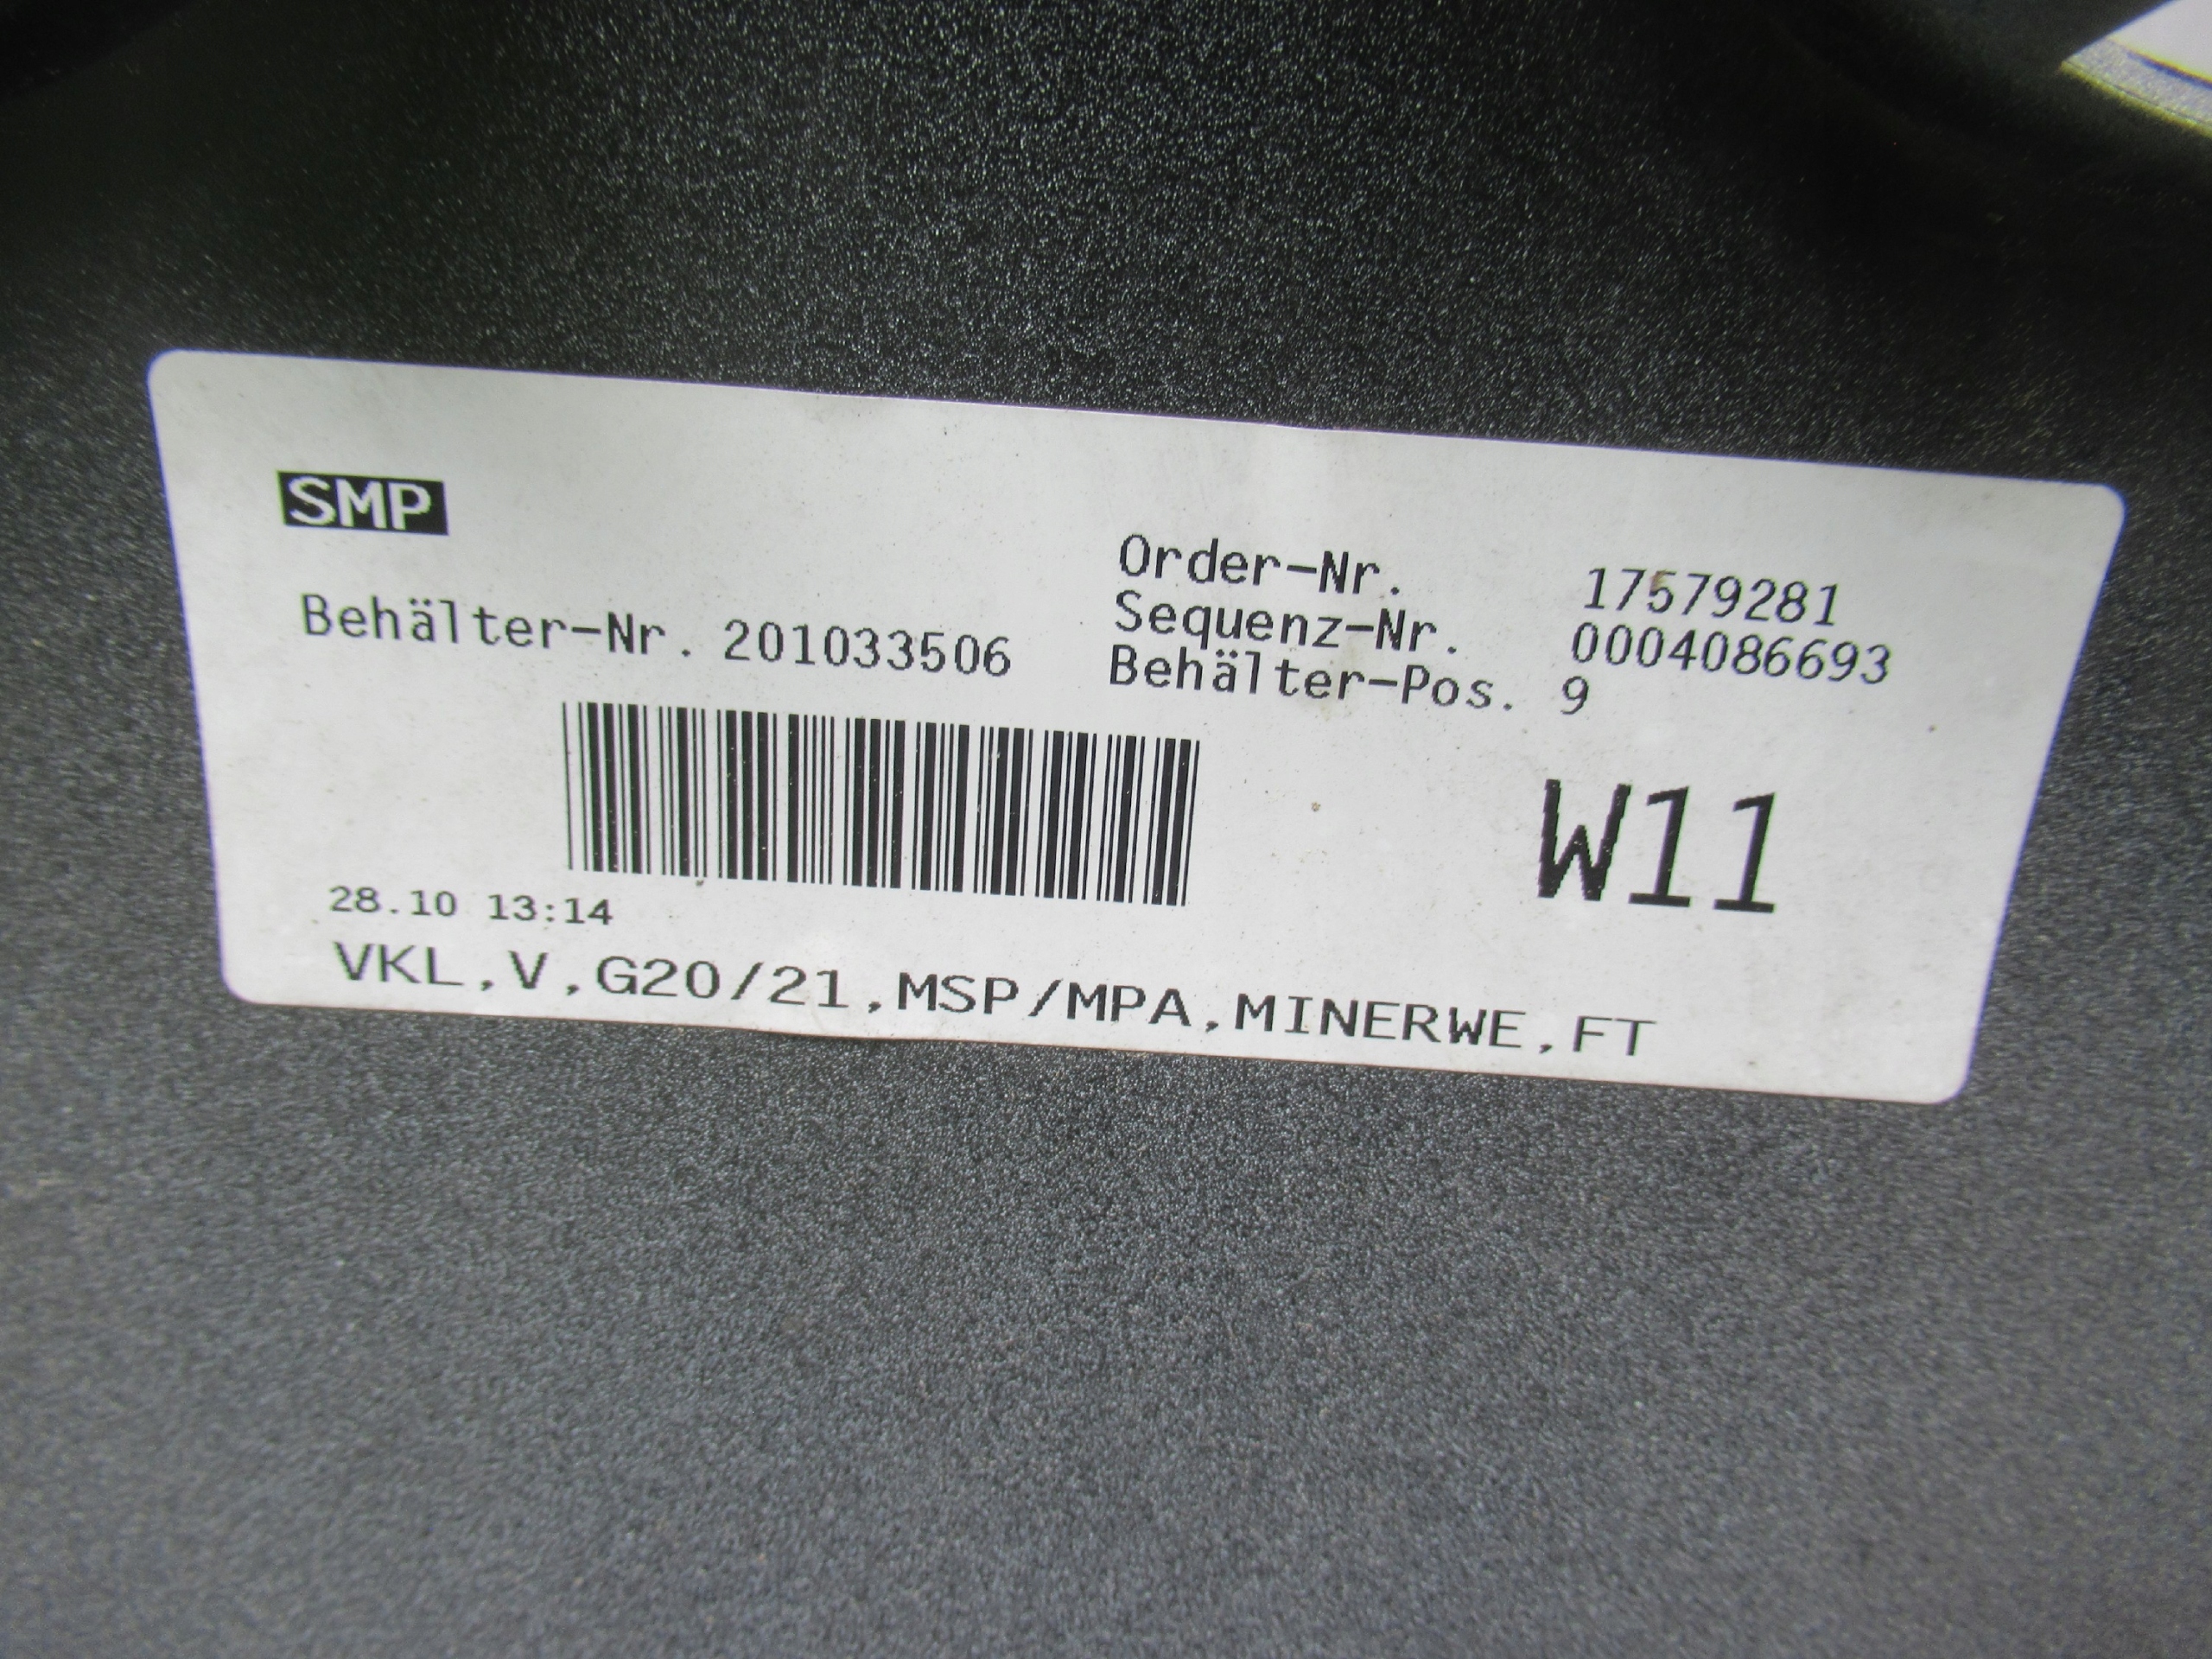 SMP
Behälter-Nr. 201033506
Order-Nr. 17579281
Sequenz-Nr. 0004086693
Behälter-Pos. 9
W11
28.10 13:14
VKL,V,G20/21,MSP/MPA,MINERWE,FT